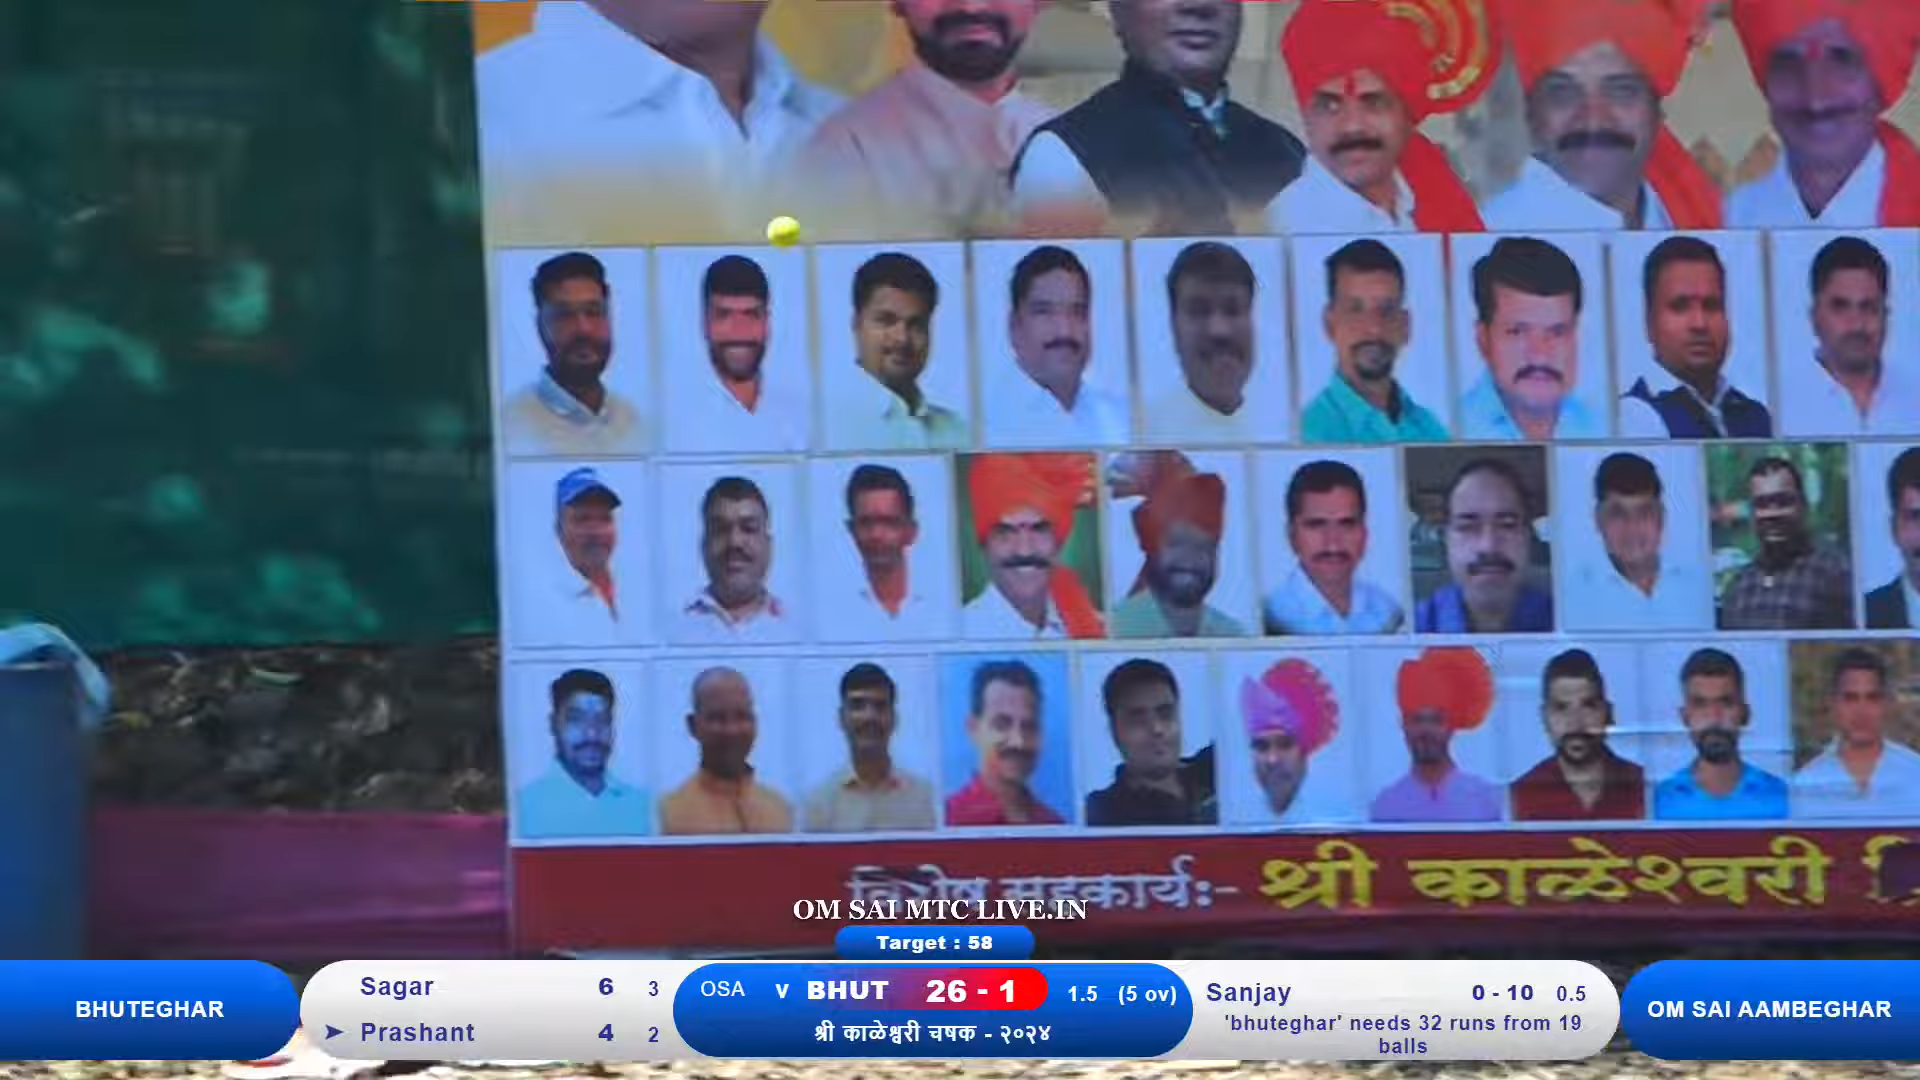 विशेष सहकार्य:- श्री काळेश्वरी
OM SAI MTC LIVE.IN
Target : 58
BHUTEGHAR
Sagar 6 3
Prashant 4 2
OSA v BHUT 26 - 1 1.5 (5 ov)
श्री काळेश्वरी चषक - २०२४
Sanjay 0 - 10 0.5
'bhuteghar' needs 32 runs from 19
balls
OM SAI AAMBEGHAR